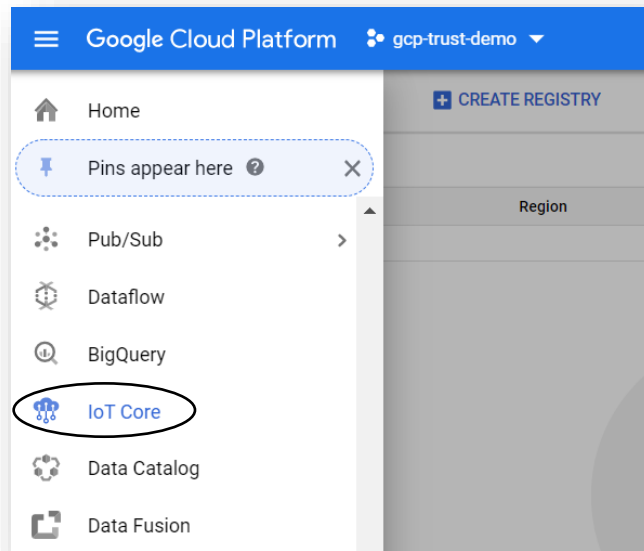 Google Cloud Platform gcp-trust-demo
Home
CREATE REGISTRY
Pins appear here
Region
Pub/Sub
Dataflow
BigQuery
IoT Core
Data Catalog
Data Fusion